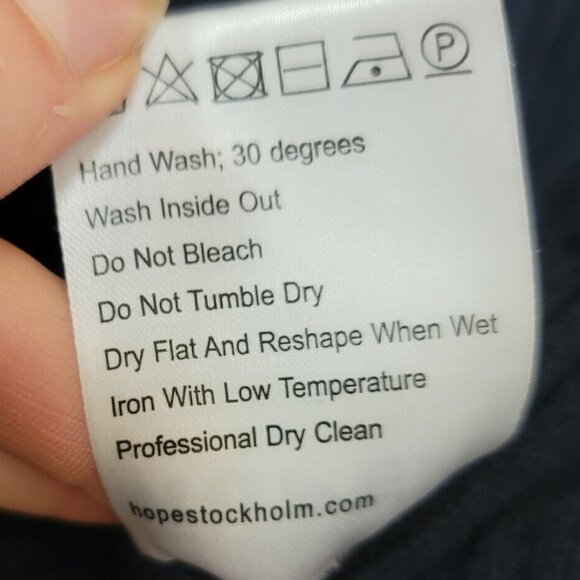 P
Hand Wash; 30 degrees
Wash Inside Out
Do Not Bleach
Do Not Tumble Dry
Dry Flat And Reshape When Wet
Iron With Low Temperature
Professional Dry Clean
hopestockholm.com